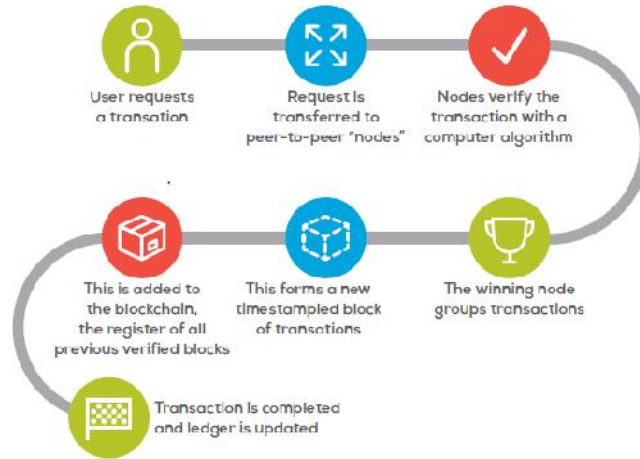 User requests
a transation
Request is
transferred to
peer-to-peer "nodes"
Nodes verify the
transaction with a
computer algorithm
The winning node
groups transactions
This forms a new
timestampled block
of transations
This is added to
the blockchain,
the register of all
previous verified blocks
Transaction is completed
and ledger is updated